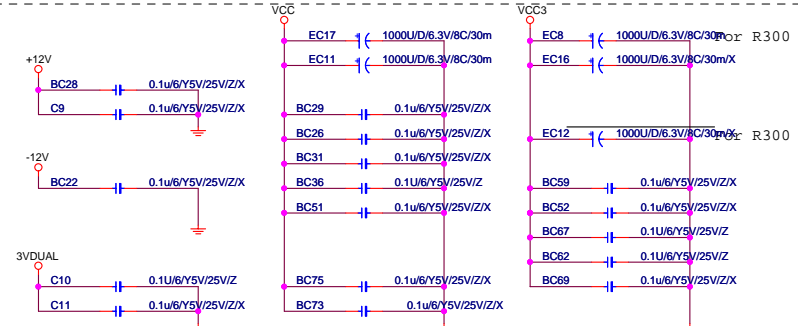 +12V
BC28 0.1u/6/Y5V/25V/Z/X
C9 0.1u/6/Y5V/25V/Z/X
-12V
BC22 0.1u/6/Y5V/25V/Z/X
3VDUAL
C10 0.1U/6/Y5V/25V/Z
C11 0.1u/6/Y5V/25V/Z/X
VCC
EC17 1000U/D/6.3V/8C/30m
EC11 1000U/D/6.3V/8C/30m
BC29 0.1u/6/Y5V/25V/Z/X
BC26 0.1u/6/Y5V/25V/Z/X
BC31 0.1u/6/Y5V/25V/Z/X
BC36 0.1U/6/Y5V/25V/Z
BC51 0.1u/6/Y5V/25V/Z/X
BC75 0.1u/6/Y5V/25V/Z/X
BC73 0.1u/6/Y5V/25V/Z/X
VCC3
EC8 1000U/D/6.3V/8C/30m For R300
EC16 1000U/D/6.3V/8C/30m/X
EC12 1000U/D/6.3V/8C/30m/X For R300
BC59 0.1u/6/Y5V/25V/Z/X
BC52 0.1u/6/Y5V/25V/Z/X
BC67 0.1U/6/Y5V/25V/Z
BC62 0.1U/6/Y5V/25V/Z
BC69 0.1u/6/Y5V/25V/Z/X